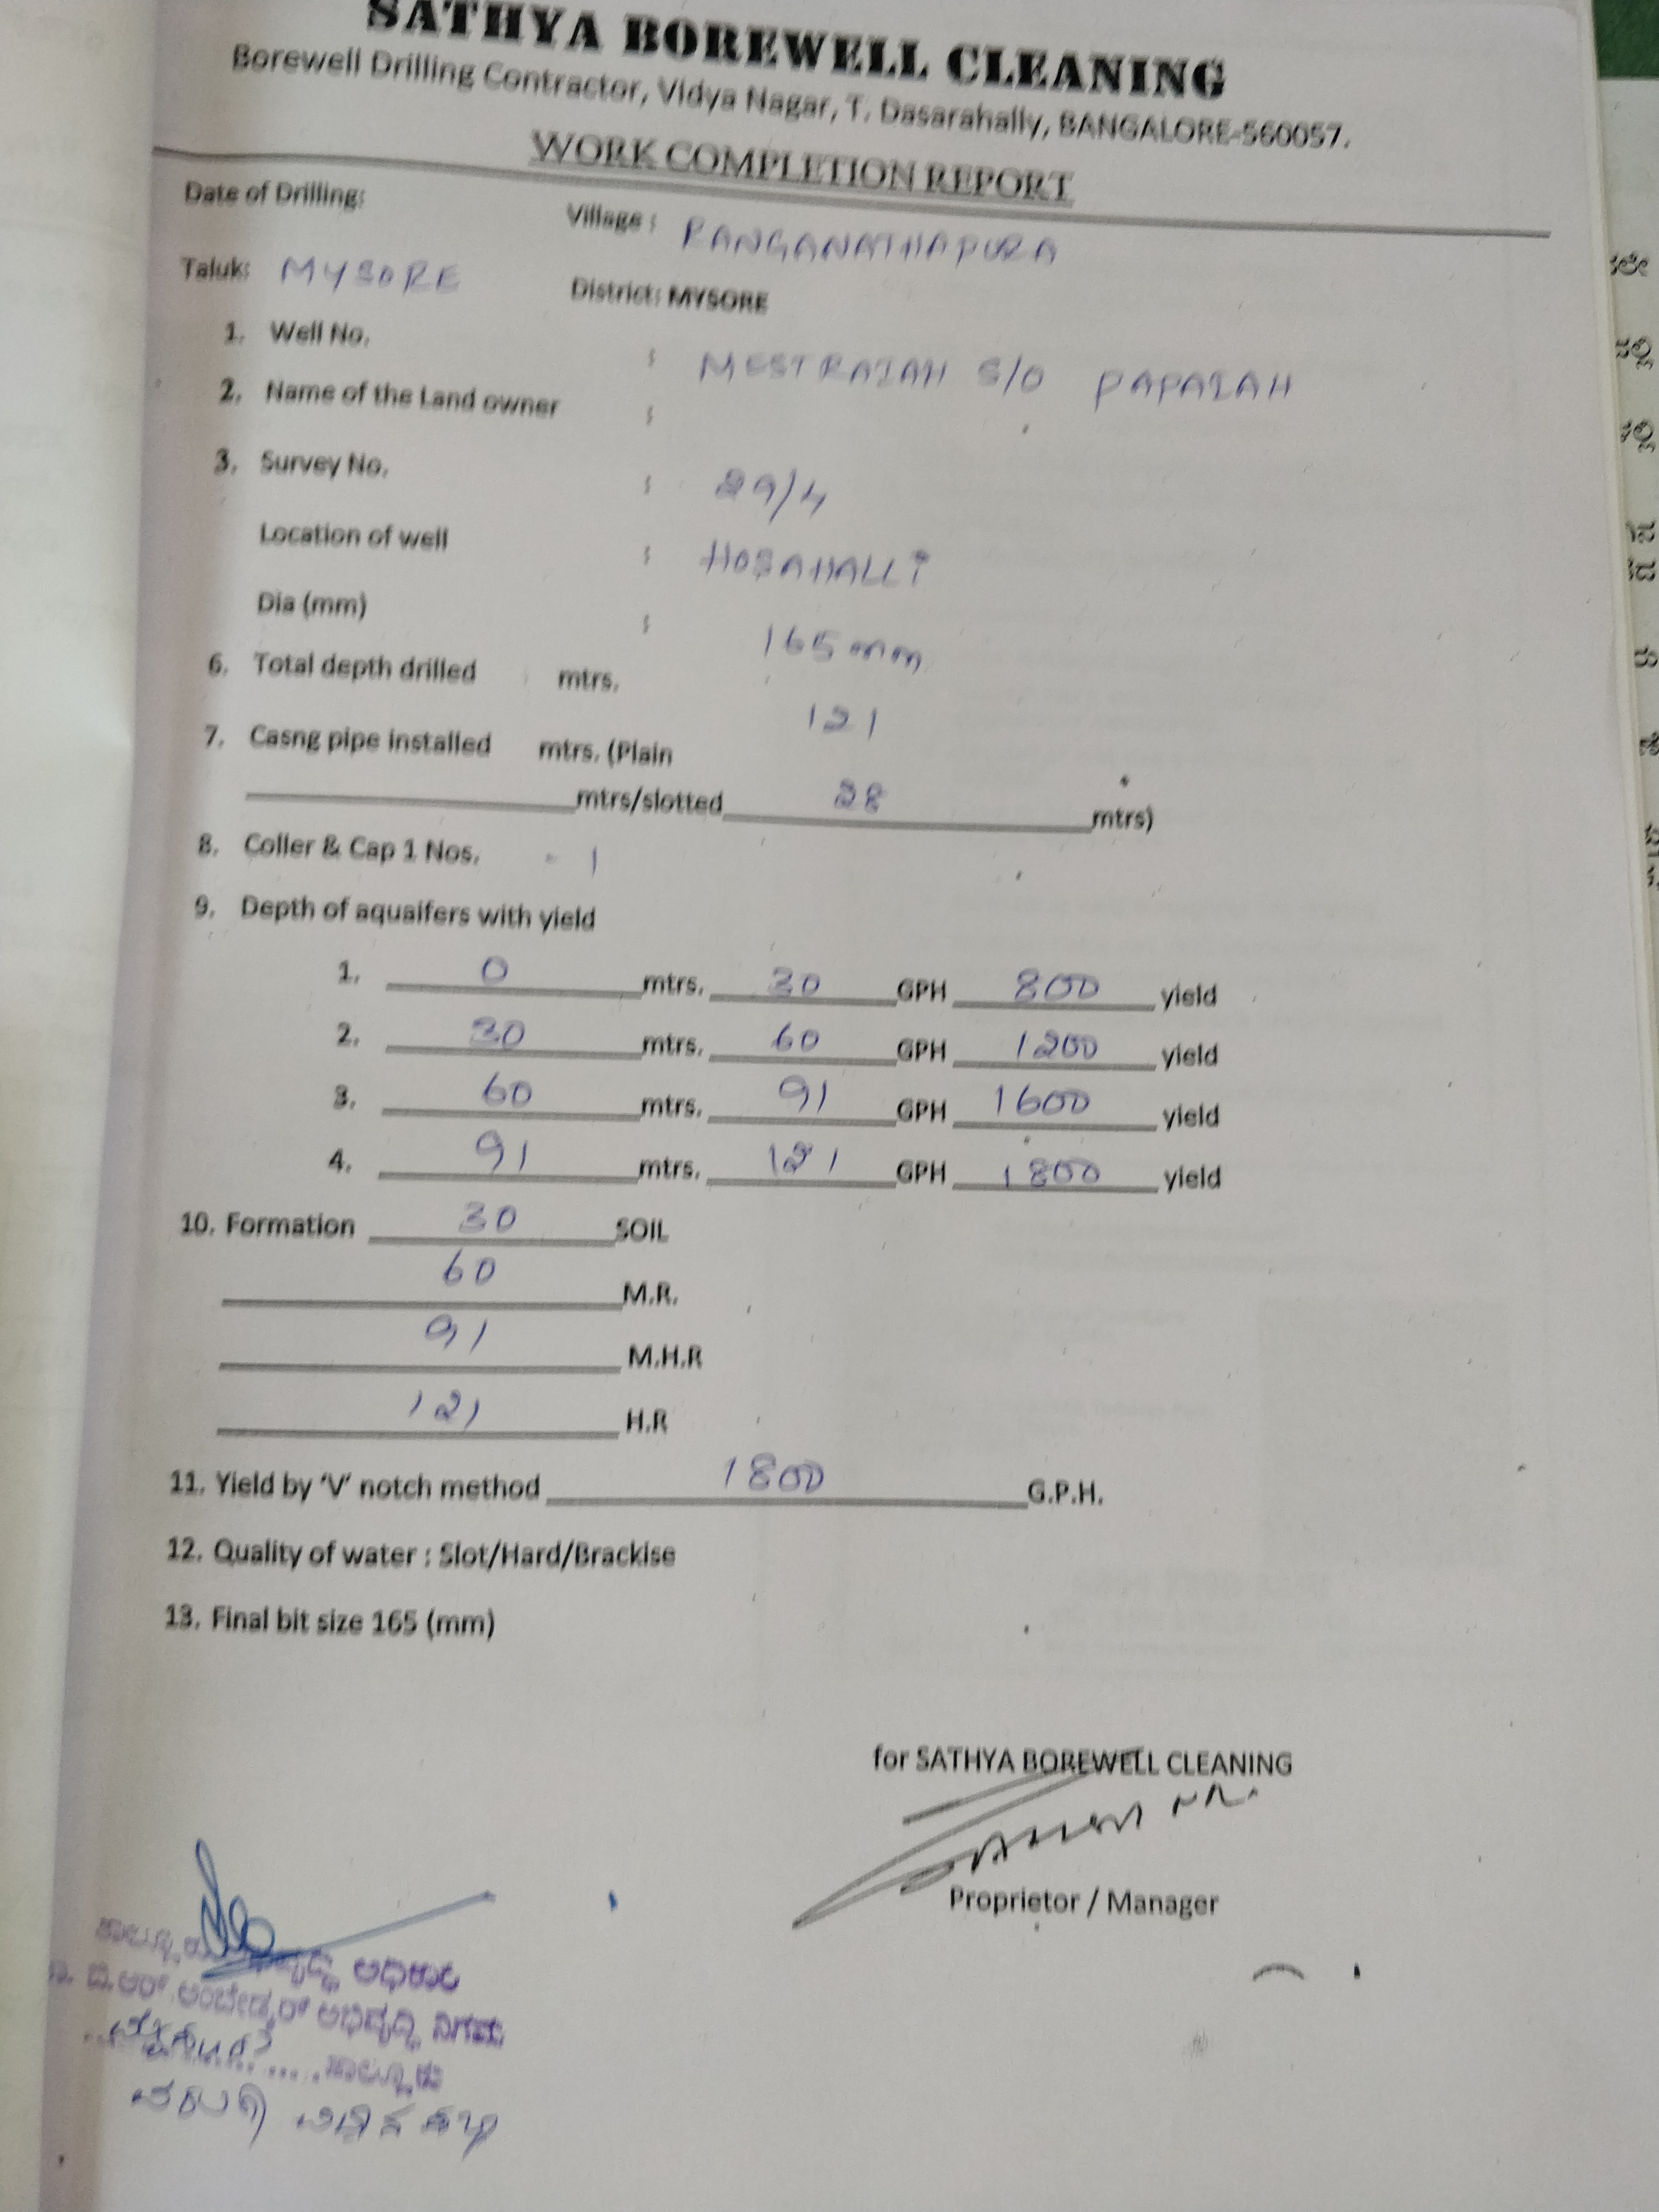 SATHYA BOREWELL CLEANING
Borewell Drilling Contractor, Vidya Nagar, T. Dasarahally, BANGALORE-560057.
WORK COMPLETION REPORT
Date of Drilling: Village : RANGANATHAPURA
Taluk: MYSORE District: MYSORE
1. Well No. :
MESTRAIAH S/O PAPAIAH
2. Name of the Land owner :
3. Survey No. : 29/4
Location of well : HOSAHALLi
Dia (mm) : 165 mm
6. Total depth drilled mtrs. 121
7. Casng pipe installed mtrs. (Plain
mtrs/slotted 28 mtrs)
8. Coller & Cap 1 Nos. - 1
9. Depth of aquaifers with yield
1. 0 mtrs. 30 GPH 800 yield
2. 30 mtrs. 60 GPH 1200 yield
3. 60 mtrs. 91 GPH 1600 yield
4. 91 mtrs. 121 GPH 1800 yield
10. Formation 30 SOIL
60 M.R.
91 M.H.R
121 H.R
11. Yield by 'V' notch method 1800 G.P.H.
12. Quality of water : Slot/Hard/Brackise
13. Final bit size 165 (mm)
for SATHYA BOREWELL CLEANING
Proprietor / Manager
ಬಿ.ಆರ್. ಅಂಬೇಡ್ಕರ್ ಅಭಿವೃದ್ಧಿ ನಿಗಮ